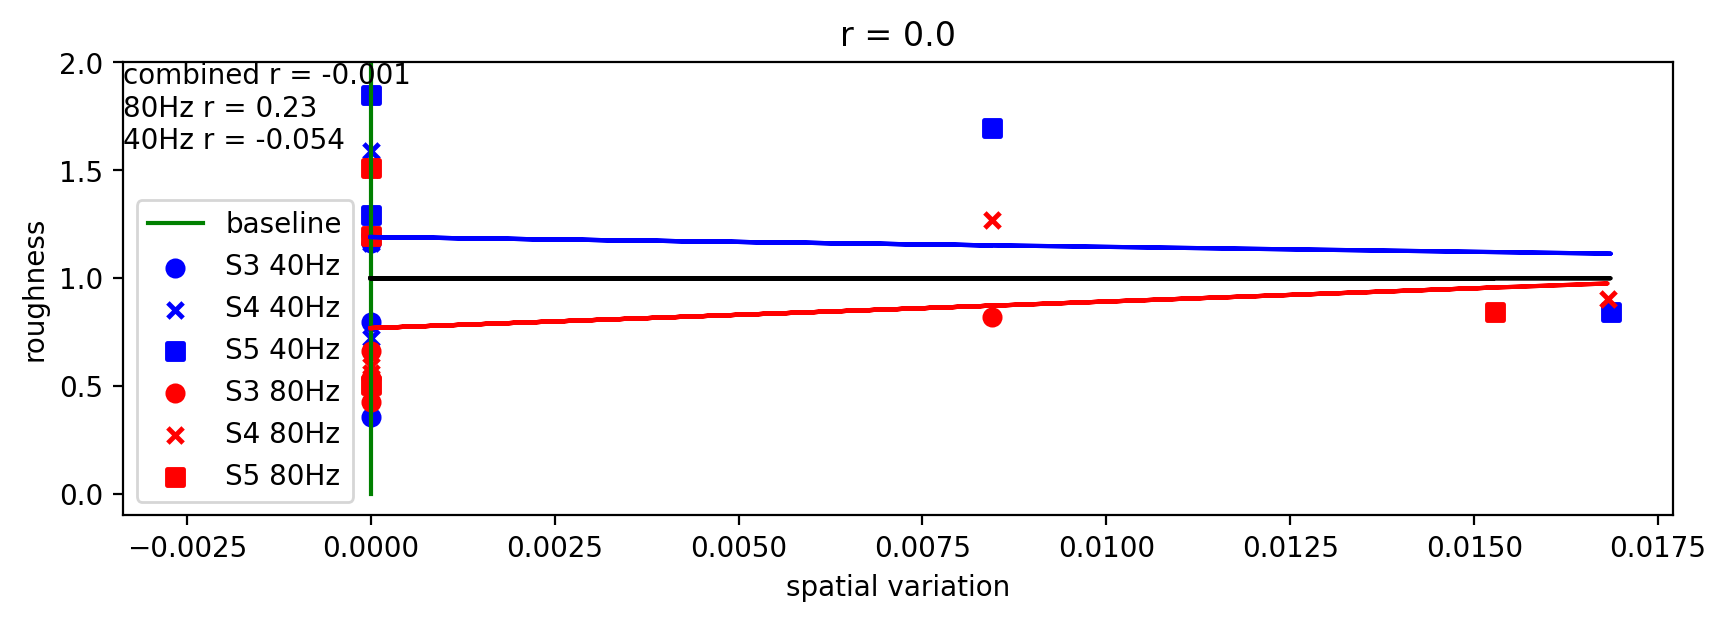 r = 0.0
combined r = -0.001
80Hz r = 0.23
40Hz r = -0.054
roughness
2.0
1.5
1.0
0.5
0.0
baseline
S3 40Hz
S4 40Hz
S5 40Hz
S3 80Hz
S4 80Hz
S5 80Hz
−0.0025 0.0000 0.0025 0.0050 0.0075 0.0100 0.0125 0.0150 0.0175
spatial variation